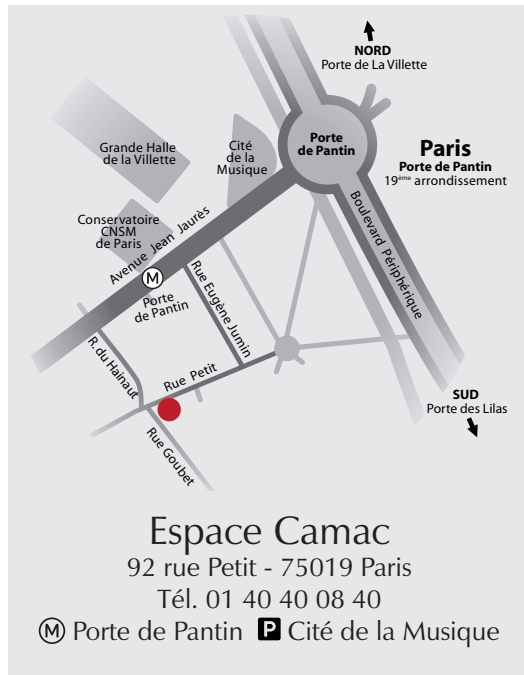 NORD
Porte de La Villette
Grande Halle
de la Villette
Cité
de la
Musique
Porte
de Pantin
Paris
Porte de Pantin
19ème arrondissement
Conservatoire
CNSM
de Paris
Avenue Jean Jaurès
Boulevard Périphérique
M
Porte
de Pantin
Rue Eugène Jumin
R. du Hainaut
Rue Petit
Rue Goubet
SUD
Porte des Lilas
Espace Camac
92 rue Petit - 75019 Paris
Tél. 01 40 40 08 40
M Porte de Pantin P Cité de la Musique